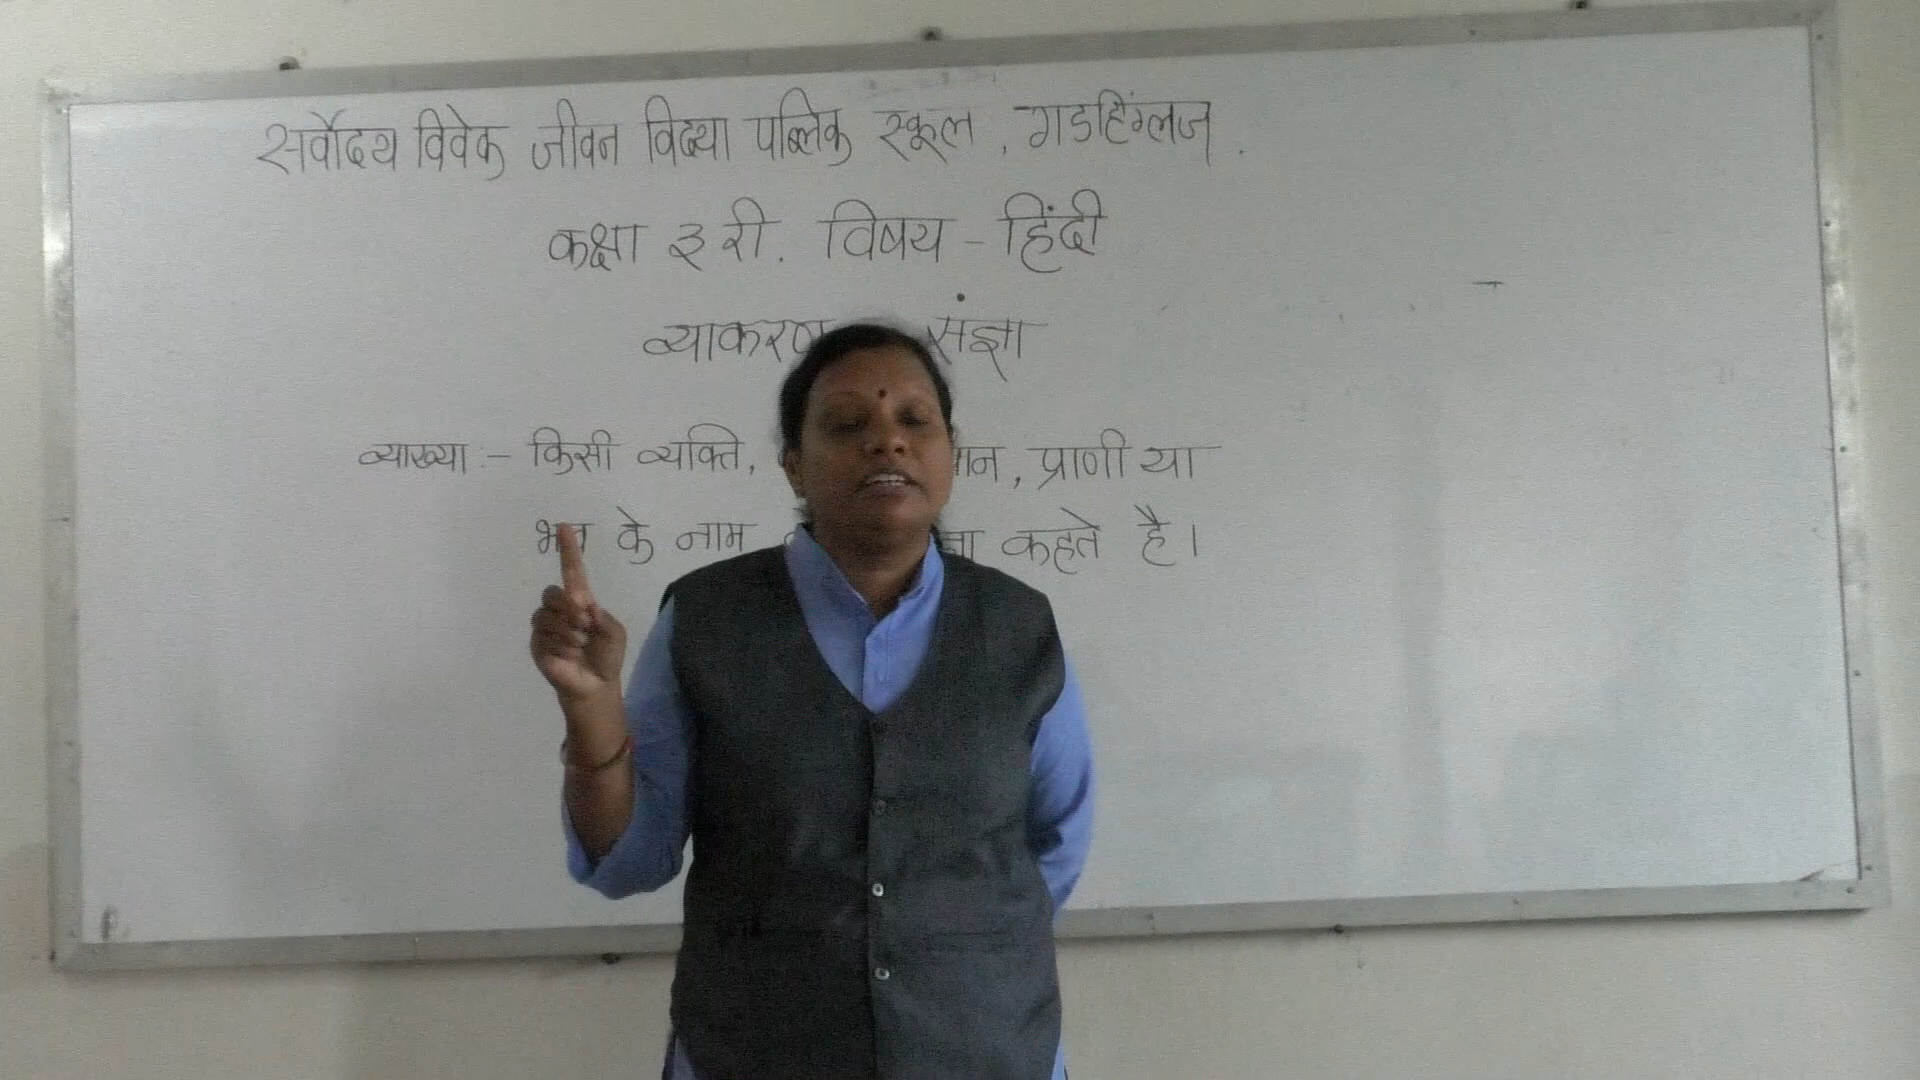 सर्वोदय विवेक जीवन विद्या पब्लिक स्कूल, गडहिंग्लज.
कक्षा ३ री. विषय - हिंदी
व्याकरण संज्ञा
व्याख्या :- किसी व्यक्ति, प्राणी या
के नाम कहते है।